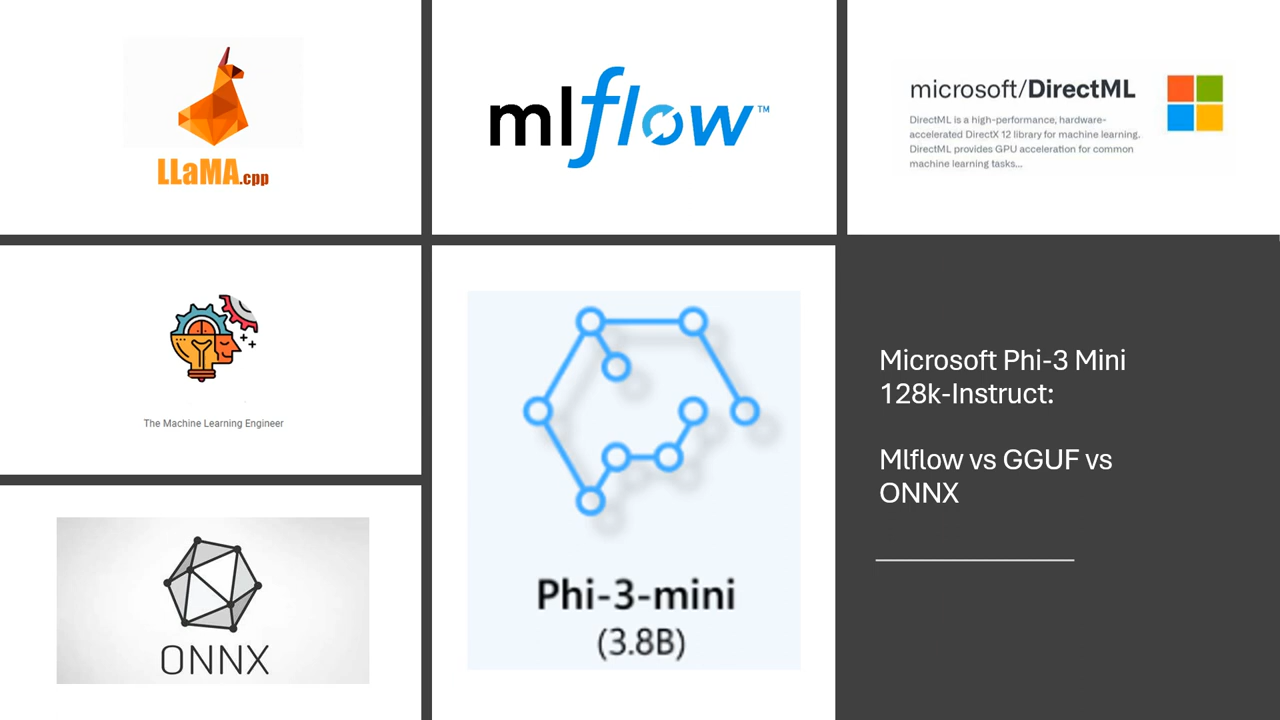 LLaMA.cpp
mlflow™
microsoft/DirectML
DirectML is a high-performance, hardware-
accelerated DirectX 12 library for machine learning.
DirectML provides GPU acceleration for common
machine learning tasks...
The Machine Learning Engineer
ONNX
Phi-3-mini
(3.8B)
Microsoft Phi-3 Mini
128k-Instruct:
Mlflow vs GGUF vs
ONNX